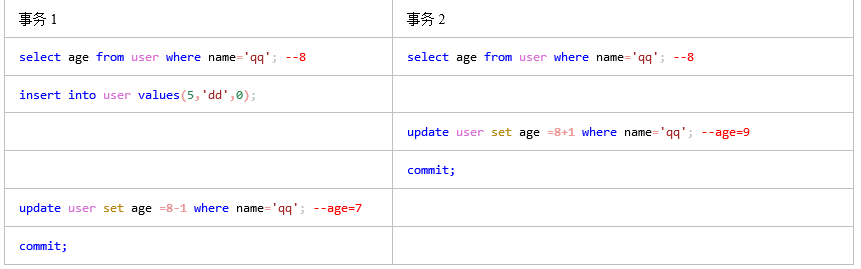 事务 1 事务 2
select age from user where name='qq'; --8 select age from user where name='qq'; --8
insert into user values(5,'dd',0);
update user set age =8+1 where name='qq'; --age=9
commit;
update user set age =8-1 where name='qq'; --age=7
commit;